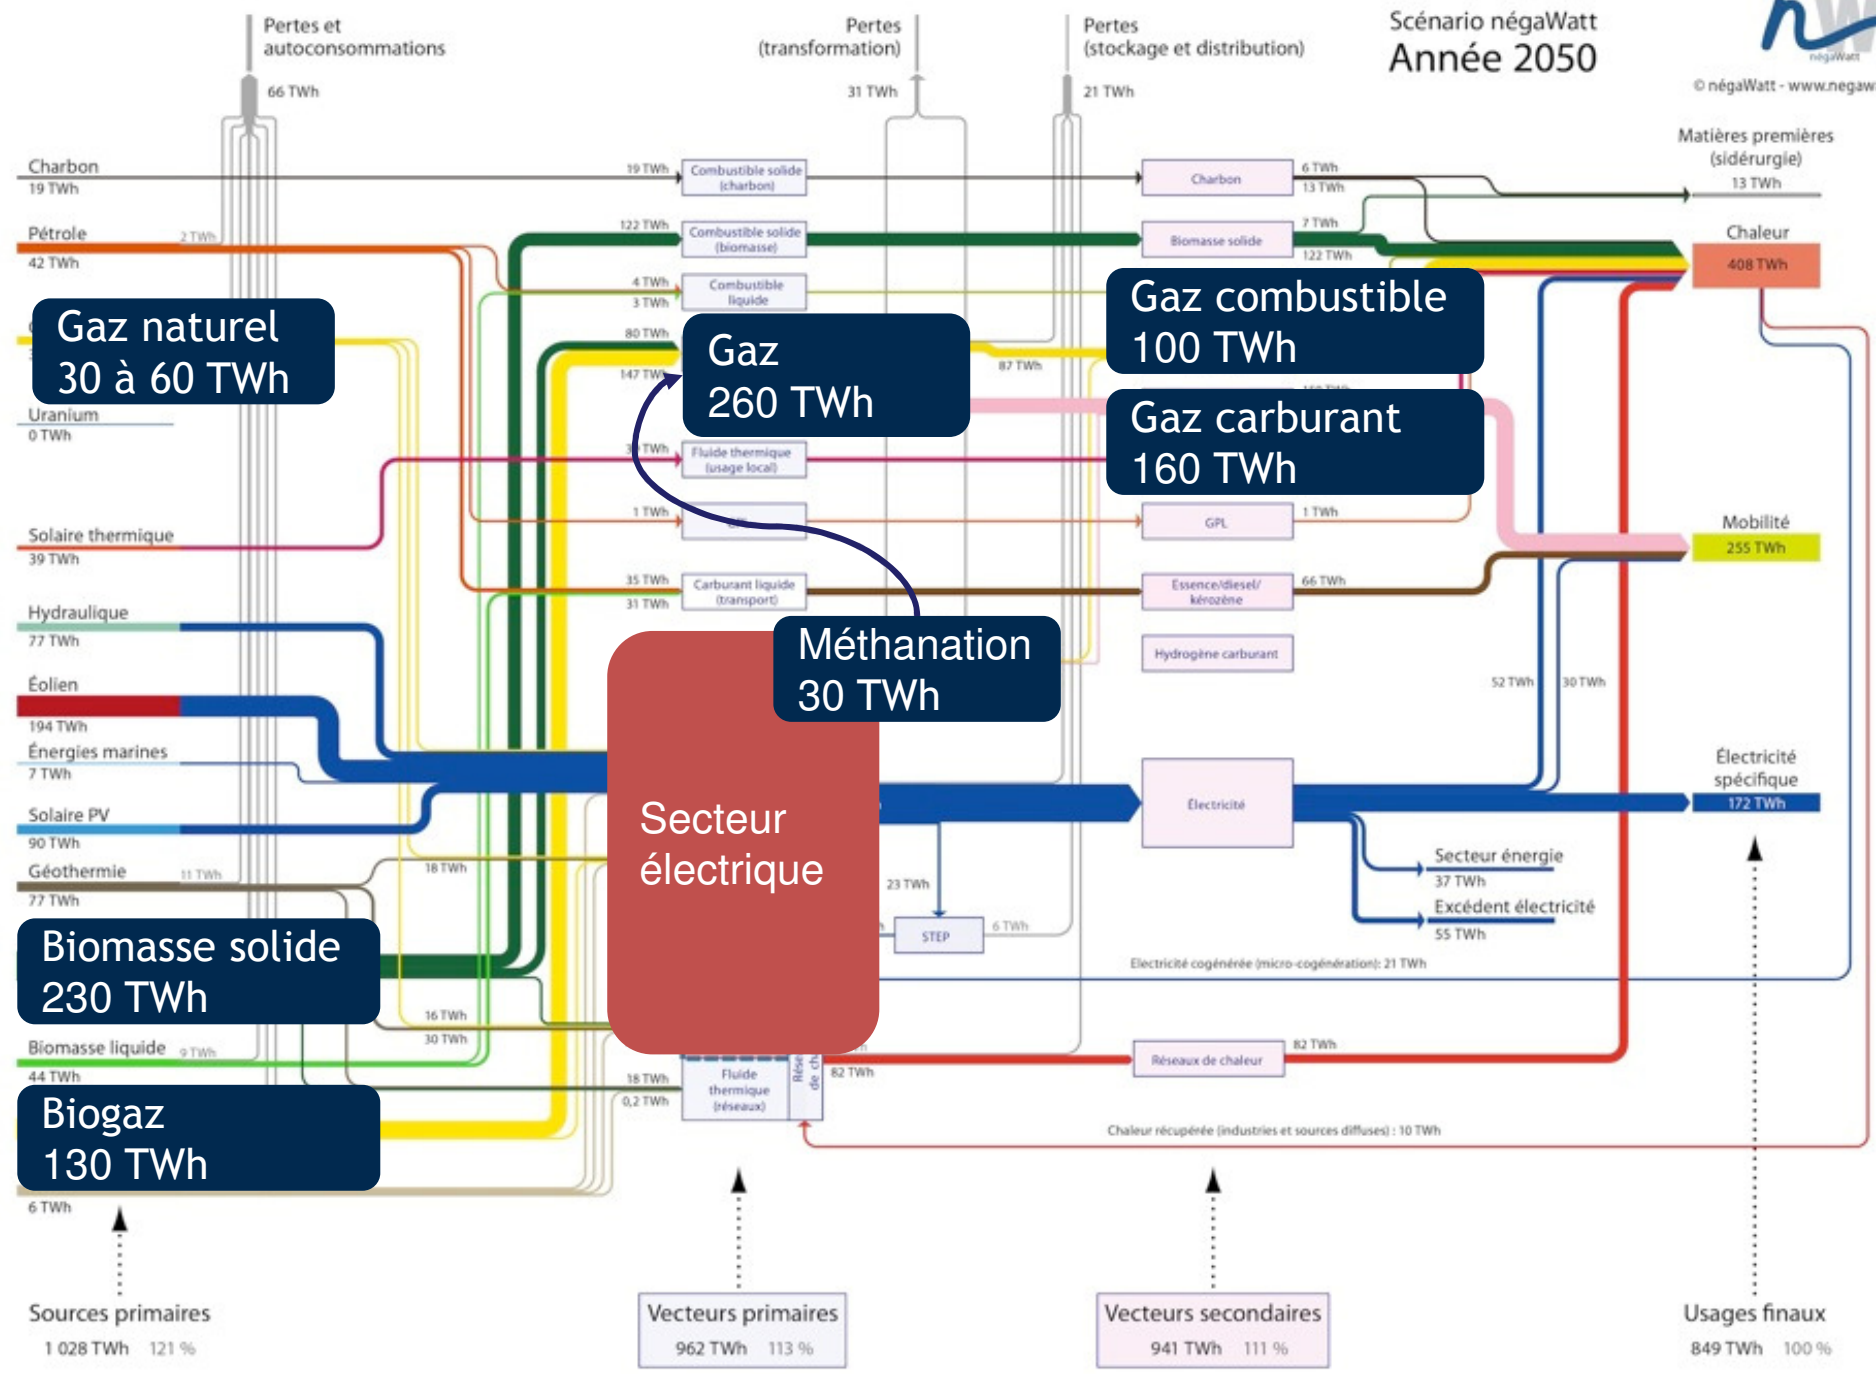 Pertes et
autoconsommations
66 TWh
Pertes
(transformation)
31 TWh
Pertes
(stockage et distribution)
21 TWh
Scénario négaWatt
Année 2050
négaWatt
© négaWatt - www.negaw
Charbon
19 TWh
Pétrole
2 TWh
42 TWh
Gaz naturel
30 à 60 TWh
Uranium
0 TWh
Solaire thermique
39 TWh
Hydraulique
77 TWh
Éolien
194 TWh
Énergies marines
7 TWh
Solaire PV
90 TWh
Géothermie
11 TWh
77 TWh
Biomasse solide
230 TWh
Biomasse liquide
9 TWh
44 TWh
Biogaz
130 TWh
6 TWh
18 TWh
16 TWh
30 TWh
19 TWh
Combustible solide
(charbon)
122 TWh
Combustible solide
(biomasse)
4 TWh
3 TWh
Combustible
liquide
80 TWh
147 TWh
Gaz
260 TWh
TWh
Fluide thermique
(usage local)
1 TWh
35 TWh
31 TWh
Carburant liquide
(transport)
Méthanation
30 TWh
Secteur
électrique
23 TWh
STEP
6 TWh
18 TWh
0,2 TWh
Fluide
thermique
(réseaux)
82 TWh
87 TWh
Charbon
6 TWh
13 TWh
Biomasse solide
7 TWh
122 TWh
Gaz combustible
100 TWh
Gaz carburant
160 TWh
GPL
1 TWh
Essence/diesel/
kérozène
66 TWh
Hydrogène carburant
52 TWh
30 TWh
Électricité
Secteur énergie
37 TWh
Excédent électricité
55 TWh
Electricité cogénérée (micro-cogénération): 21 TWh
Réseaux de chaleur
82 TWh
Chaleur récupérée (industries et sources diffuses) : 10 TWh
Matières premières
(sidérurgie)
13 TWh
Chaleur
408 TWh
Mobilité
255 TWh
Électricité
spécifique
172 TWh
Sources primaires
1 028 TWh 121 %
Vecteurs primaires
962 TWh 113 %
Vecteurs secondaires
941 TWh 111 %
Usages finaux
849 TWh 100 %